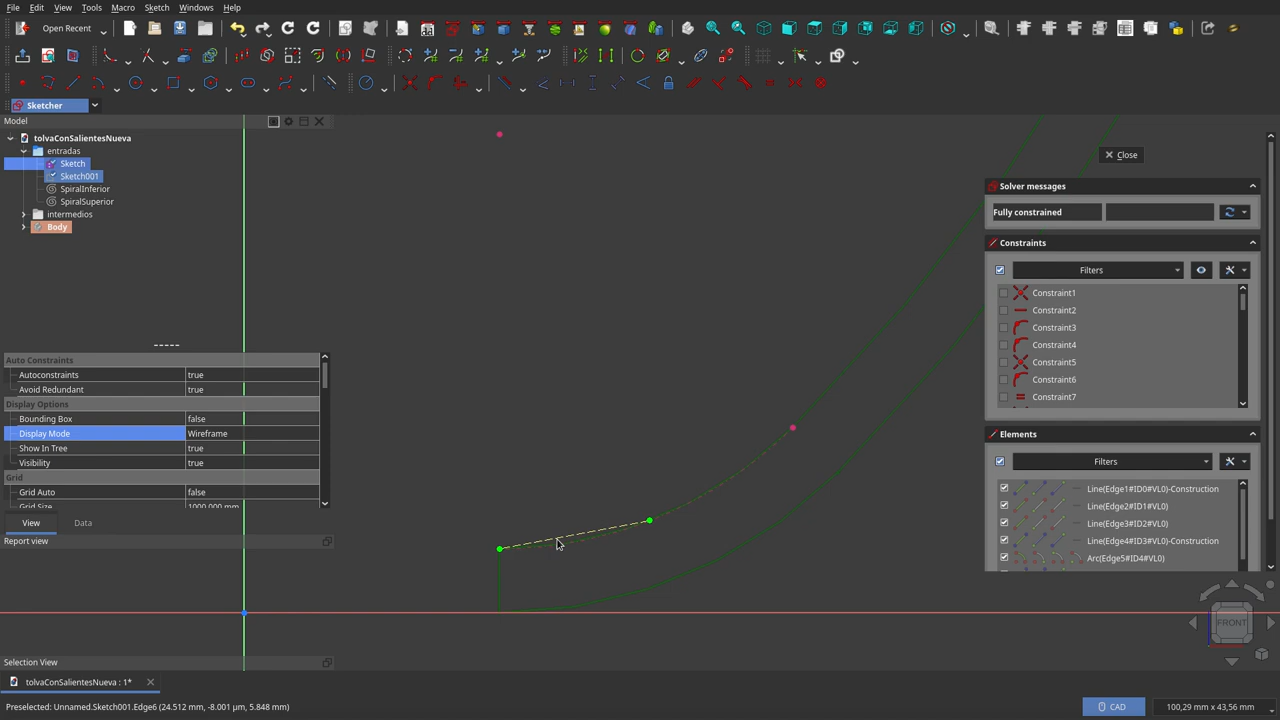 File Edit View Tools Macro Sketch Windows Help
Open Recent
Sketcher
Model
tolvaConSalientesNueva
entradas
Sketch
Sketch001
SpiralInferior
SpiralSuperior
intermedios
Body
Auto Constraints
Autoconstraints true
Avoid Redundant true
Display Options
Bounding Box false
Display Mode Wireframe
Show In Tree true
Visibility true
Grid
Grid Auto false
Grid Size 1000,000 mm
View Data
Report view
Selection View
tolvaConSalientesNueva : 1*
Preselected: Unnamed.Sketch001.Edge6 (24.512 mm, -8.001 µm, 5.848 mm)
Close
Solver messages
Fully constrained
Constraints
Filters
Constraint1
Constraint2
Constraint3
Constraint4
Constraint5
Constraint6
Constraint7
Elements
Filters
Line(Edge1#ID0#VL0)-Construction
Line(Edge2#ID1#VL0)
Line(Edge3#ID2#VL0)
Line(Edge4#ID3#VL0)-Construction
Arc(Edge5#ID4#VL0)
FRONT
CAD
100,29 mm x 43,56 mm